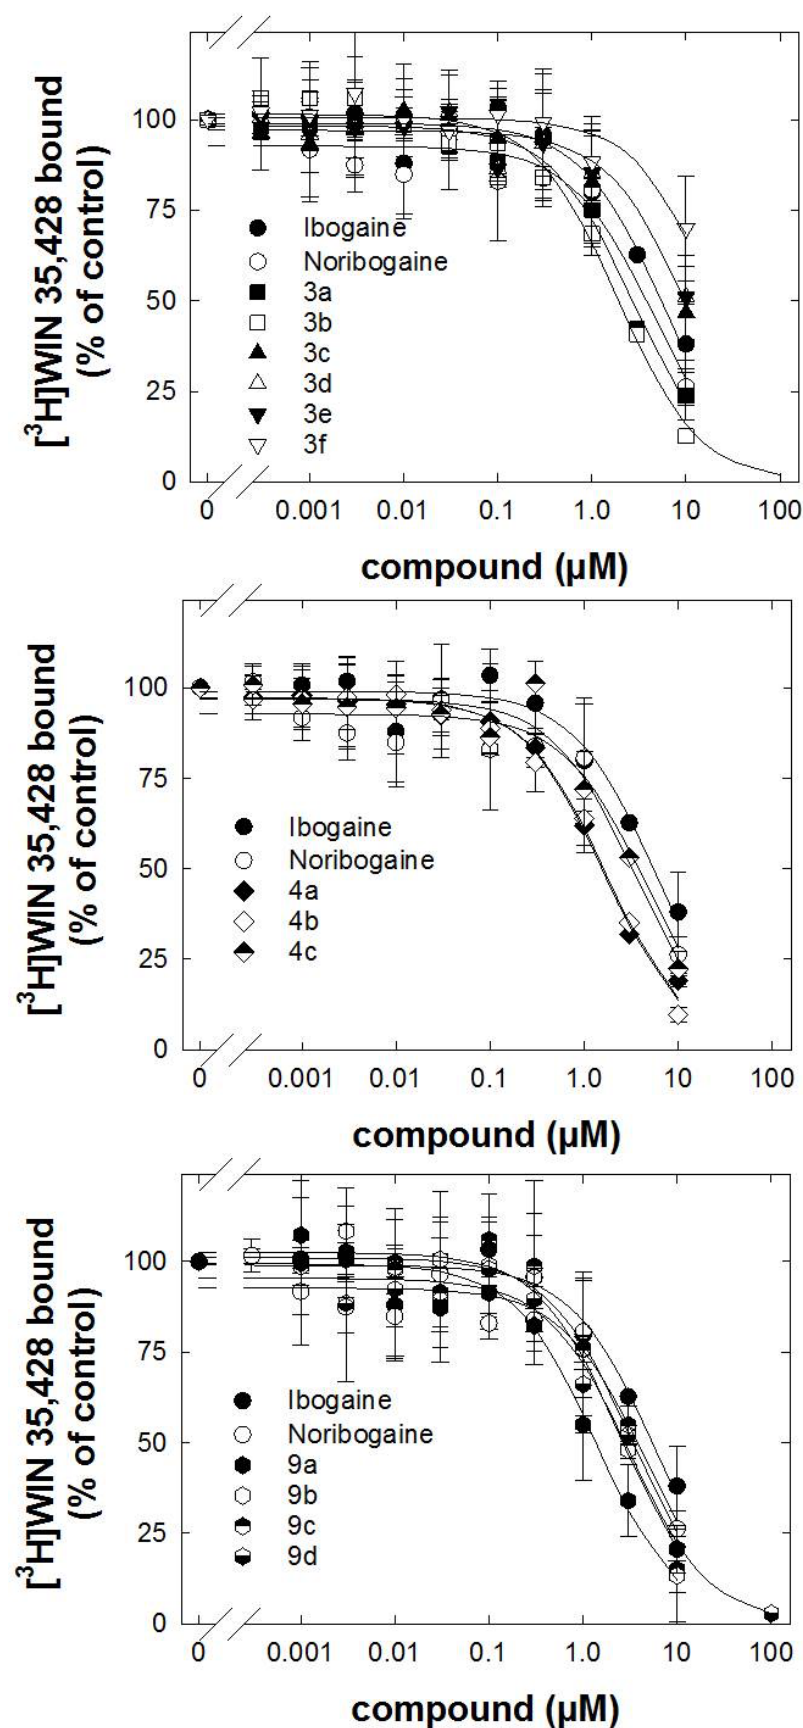 [³H]WIN 35,428 bound
(% of control)
100
75
50
25
0
Ibogaine
Noribogaine
3a
3b
3c
3d
3e
3f
0 0.001 0.01 0.1 1.0 10 100
compound (µM)
[³H]WIN 35,428 bound
(% of control)
100
75
50
25
0
Ibogaine
Noribogaine
4a
4b
4c
0 0.001 0.01 0.1 1.0 10 100
compound (µM)
[³H]WIN 35,428 bound
(% of control)
100
75
50
25
0
Ibogaine
Noribogaine
9a
9b
9c
9d
0 0.001 0.01 0.1 1.0 10 100
compound (µM)